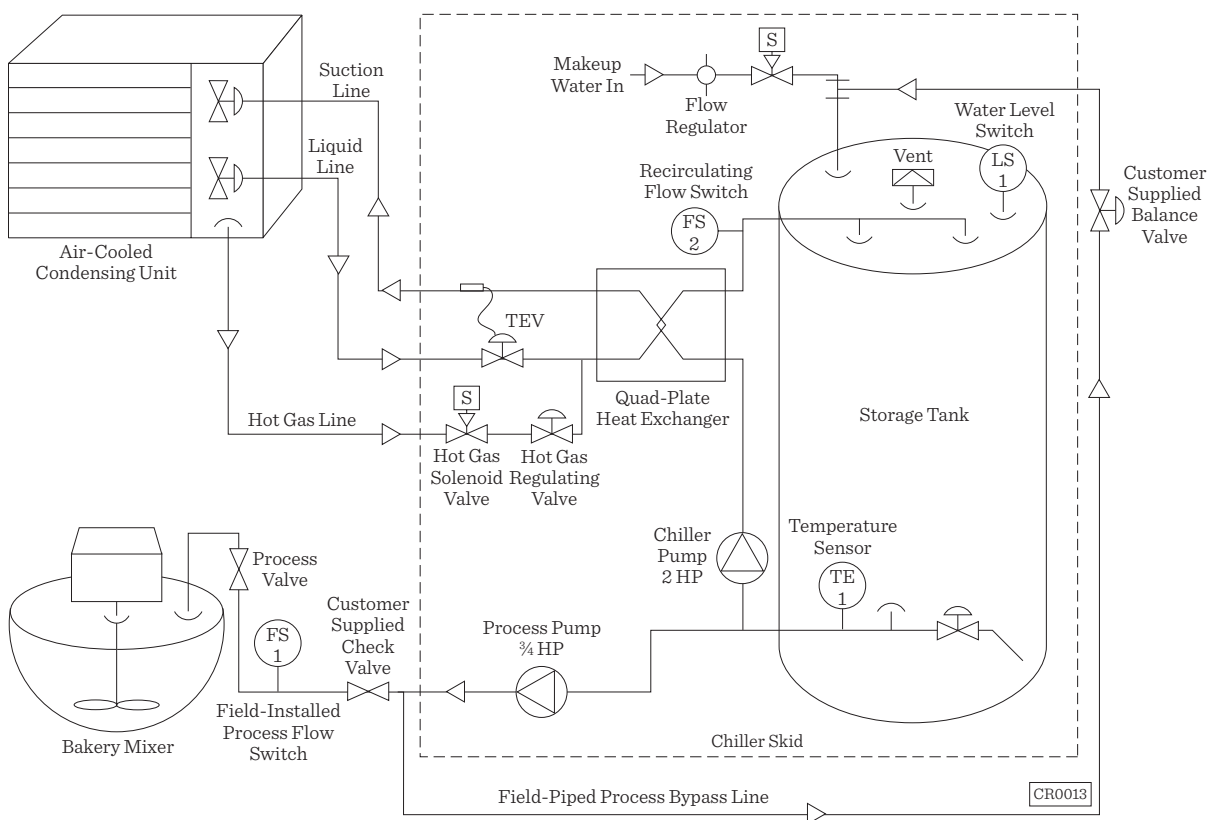 Suction
Line
Liquid
Line
Air-Cooled
Condensing Unit
Hot Gas Line
S
Makeup
Water In
Flow
Regulator
Water Level
Switch
LS
1
Vent
Recirculating
Flow Switch
FS
2
Customer
Supplied
Balance
Valve
TEV
Quad-Plate
Heat Exchanger
S
Hot Gas
Solenoid
Valve
Hot Gas
Regulating
Valve
Storage Tank
Chiller
Pump
2 HP
Temperature
Sensor
TE
1
Process Pump
¾ HP
Process
Valve
Customer
Supplied
Check
Valve
FS
1
Field-Installed
Process Flow
Switch
Bakery Mixer
Chiller Skid
Field-Piped Process Bypass Line
CR0013